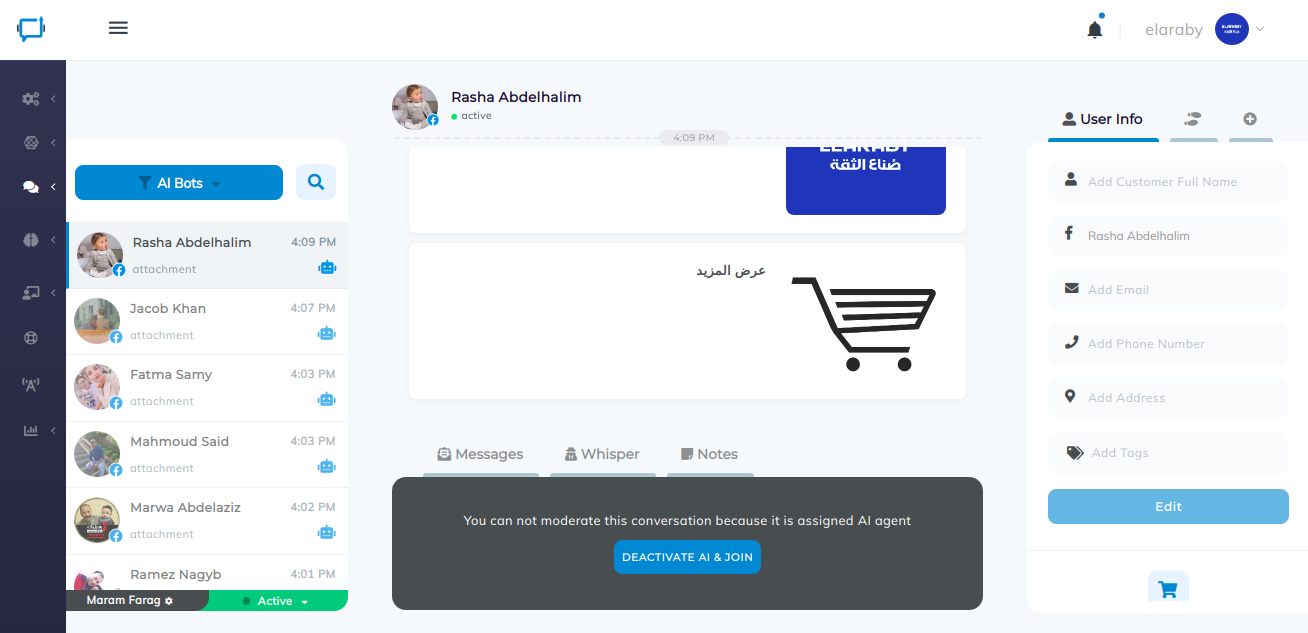 elaraby
AI Bots
Rasha Abdelhalim
4:09 PM
attachment
Jacob Khan
4:07 PM
attachment
Fatma Samy
4:03 PM
attachment
Mahmoud Said
4:03 PM
attachment
Marwa Abdelaziz
4:02 PM
attachment
Ramez Nagyb
4:01 PM
Maram Farag
Active
Rasha Abdelhalim
active
4:09 PM
ELARABY
صناع الثقة
عرض المزيد
Messages
Whisper
Notes
You can not moderate this conversation because it is assigned AI agent
DEACTIVATE AI & JOIN
User Info
Add Customer Full Name
Rasha Abdelhalim
Add Email
Add Phone Number
Add Address
Add Tags
Edit